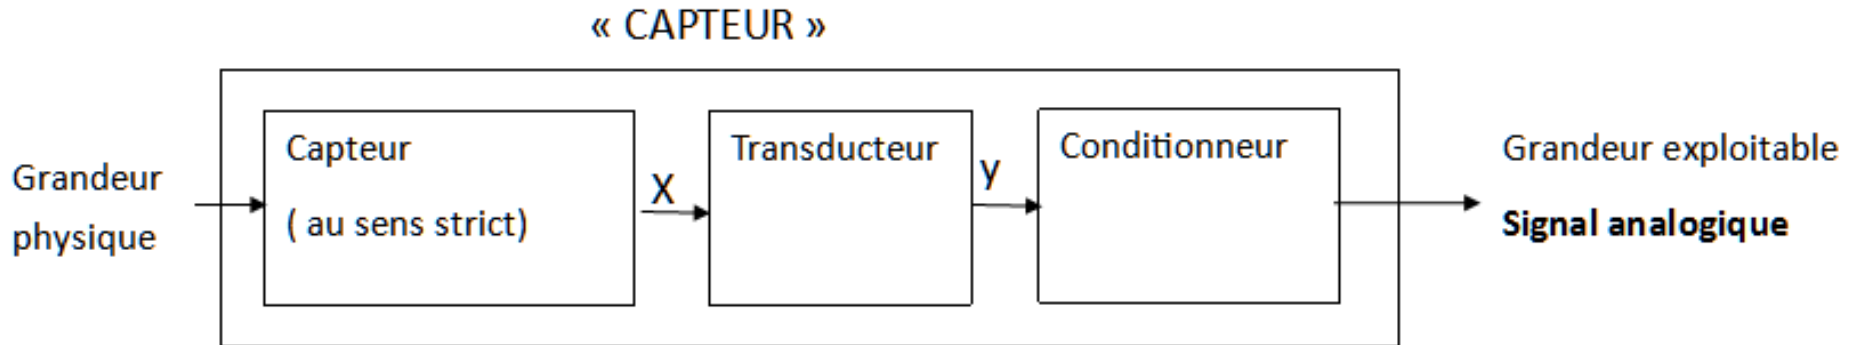 « CAPTEUR »
Grandeur
physique
Capteur
( au sens strict)
X
Transducteur
y
Conditionneur
Grandeur exploitable
Signal analogique